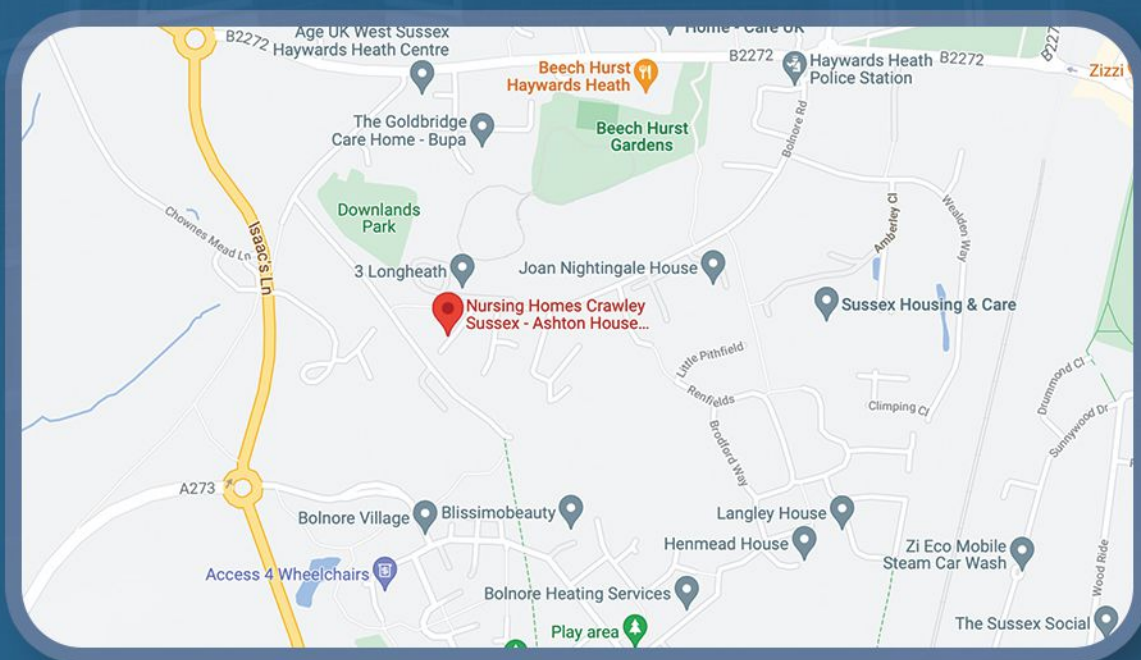 Age UK West Sussex
Haywards Heath Centre
B2272
Home - Care UK
B2272
Haywards Heath
Police Station
B2272
Beech Hurst
Haywards Heath
Zizzi
The Goldbridge
Care Home - Bupa
Beech Hurst
Gardens
Bolnore Rd
Downlands
Park
Chownes Mead Ln
Isaac's Ln
Amberley Cl
Wealden Way
3 Longheath
Joan Nightingale House
Nursing Homes Crawley
Sussex - Ashton House...
Sussex Housing & Care
Little Pithfield
Renfields
Climping Cl
Drummond Cl
Sunnywood Dr
Brodford Way
A273
Bolnore Village
Blissimobeauty
Langley House
Henmead House
Zi Eco Mobile
Steam Car Wash
Access 4 Wheelchairs
Bolnore Heating Services
Wood Ride
Play area
The Sussex Social